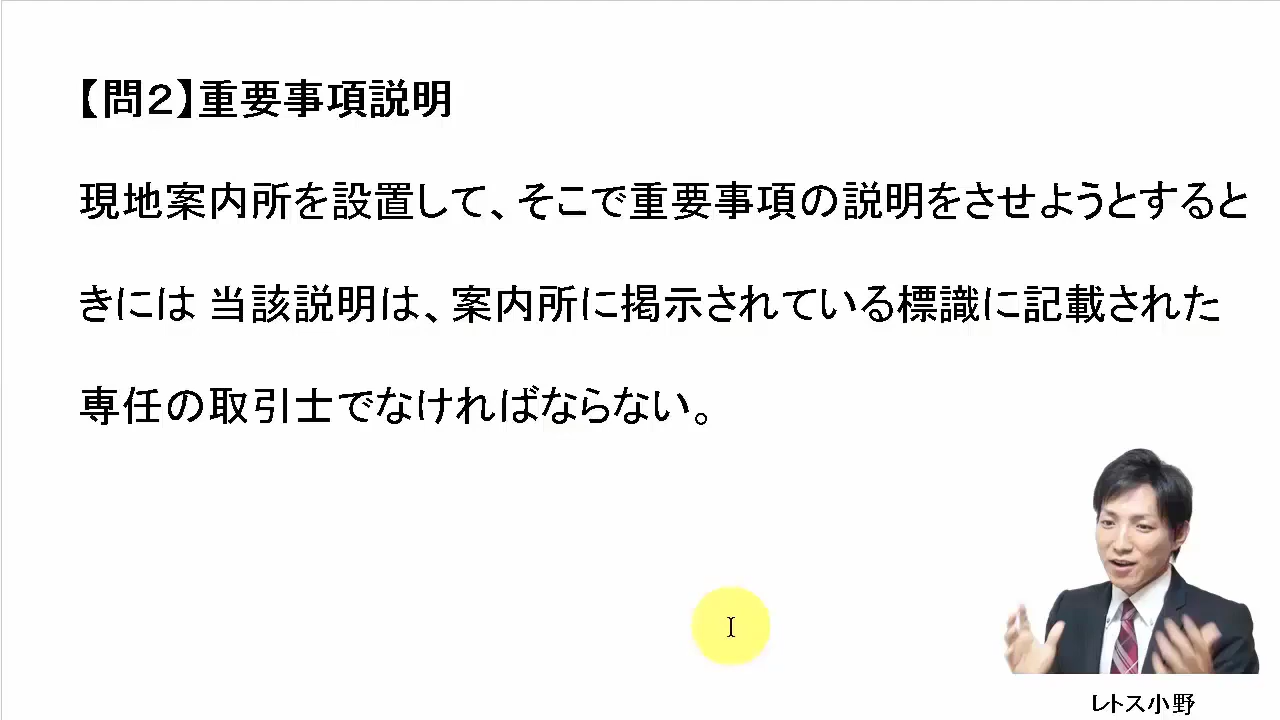 【問２】重要事項説明
現地案内所を設置して、そこで重要事項の説明をさせようとすると
きには 当該説明は、案内所に掲示されている標識に記載された
専任の取引士でなければならない。
レトス小野